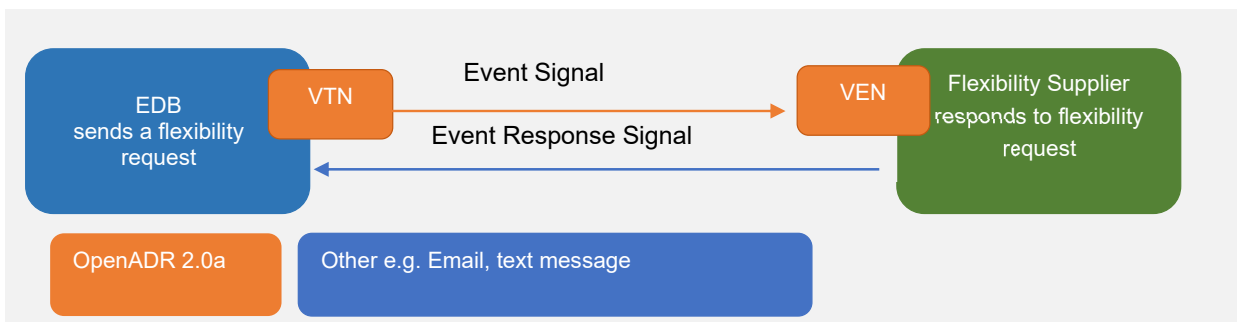 EDB
sends a flexibility
request
VTN
Event Signal
Event Response Signal
VEN
Flexibility Supplier
responds to flexibility
request
OpenADR 2.0a
Other e.g. Email, text message